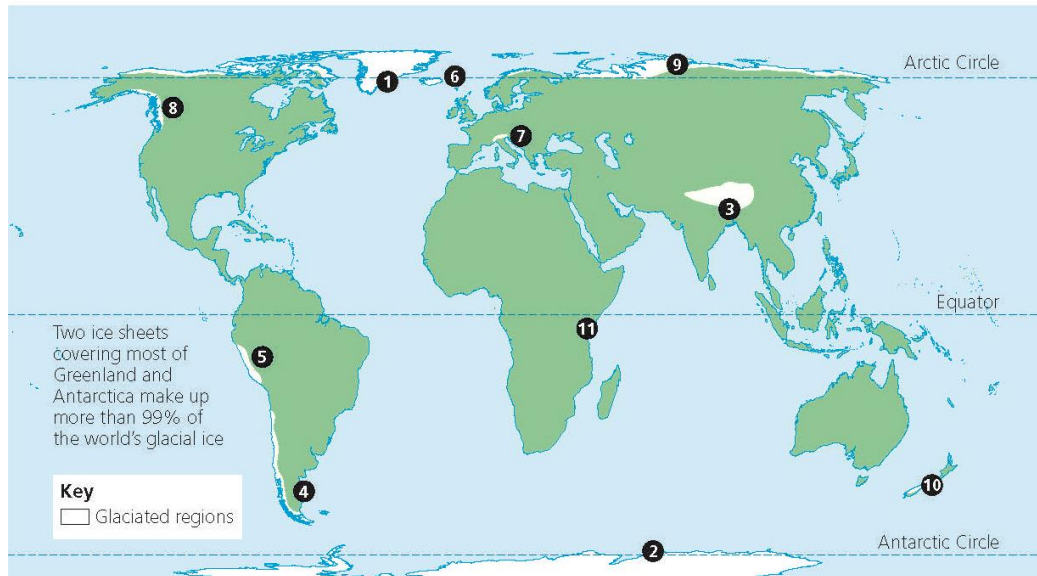 Arctic Circle
1
6
9
8
7
3
Equator
11
Two ice sheets
covering most of
Greenland and
Antarctica make up
more than 99% of
the world's glacial ice
5
Key
Glaciated regions
4
10
Antarctic Circle
2